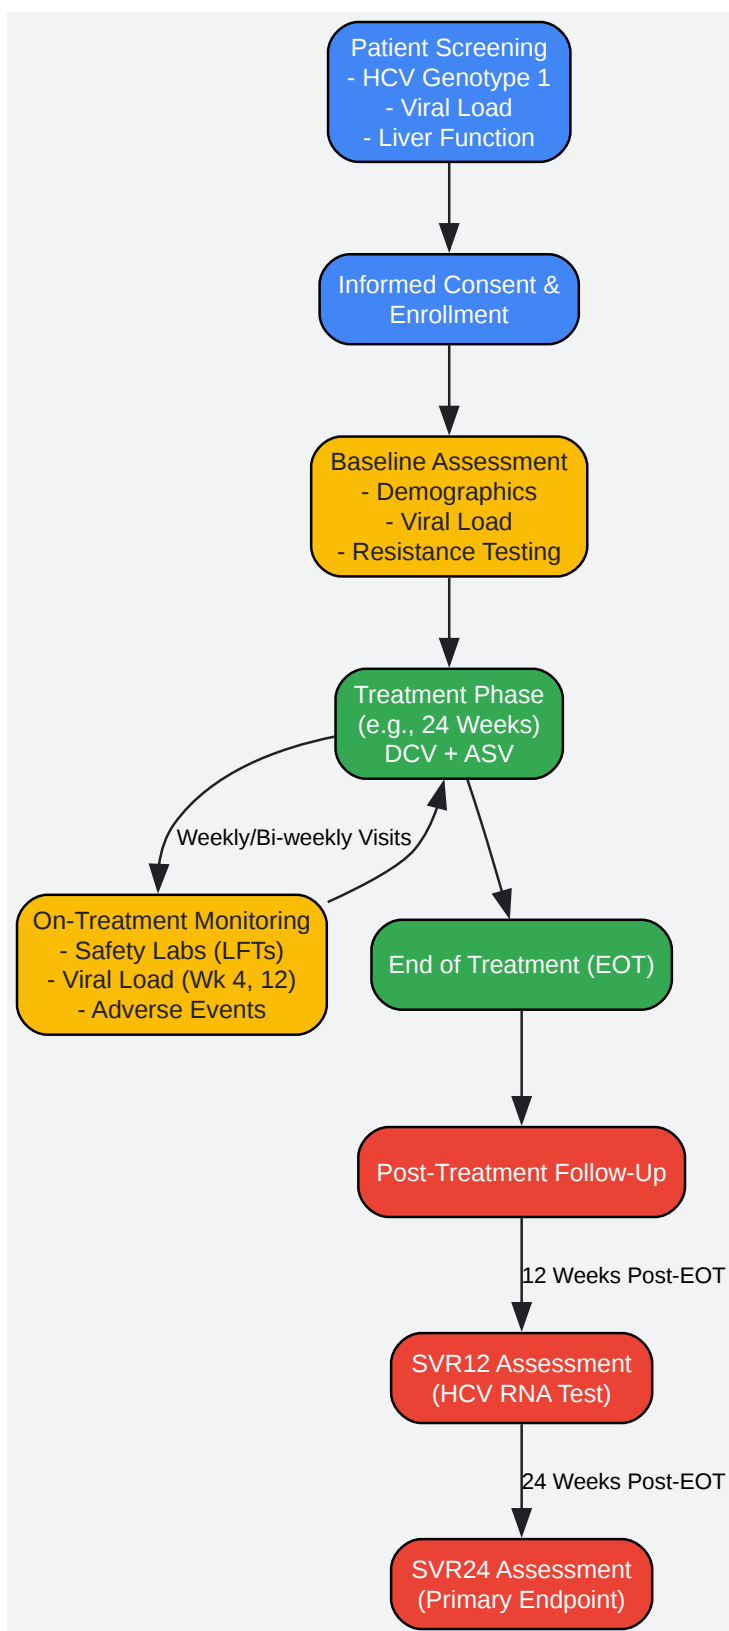 Patient Screening
- HCV Genotype 1
- Viral Load
- Liver Function
Informed Consent &
Enrollment
Baseline Assessment
- Demographics
- Viral Load
- Resistance Testing
Treatment Phase
(e.g., 24 Weeks)
DCV + ASV
Weekly/Bi-weekly Visits
On-Treatment Monitoring
- Safety Labs (LFTs)
- Viral Load (Wk 4, 12)
- Adverse Events
End of Treatment (EOT)
Post-Treatment Follow-Up
12 Weeks Post-EOT
SVR12 Assessment
(HCV RNA Test)
24 Weeks Post-EOT
SVR24 Assessment
(Primary Endpoint)